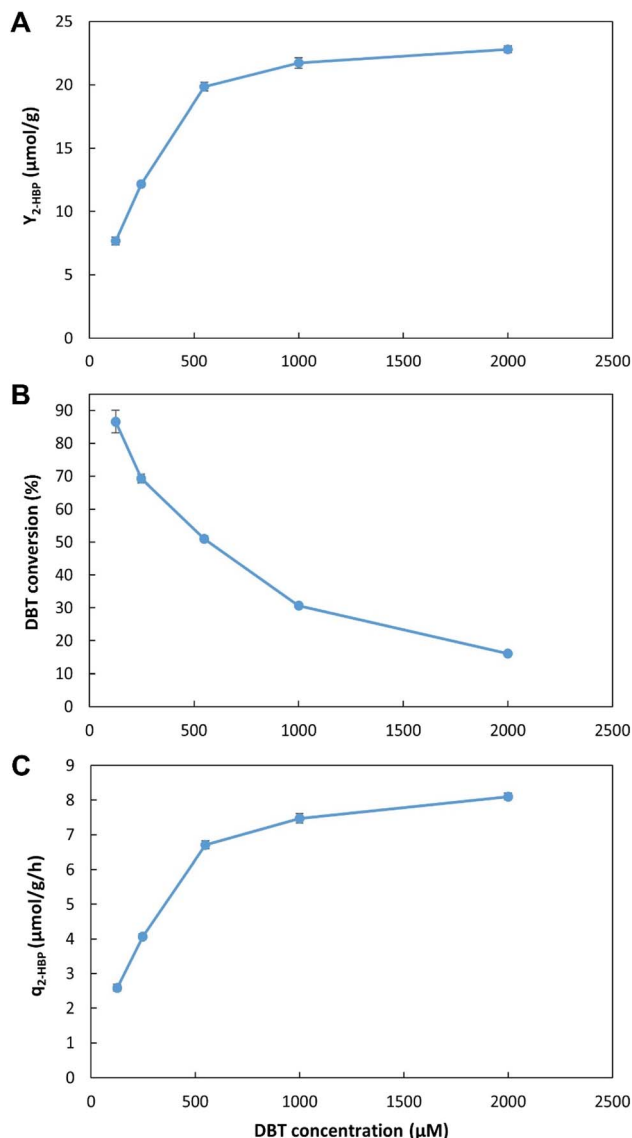 A
25
20
15
10
5
0
Y2-HBP (µmol/g)
0 500 1000 1500 2000 2500
B
90
80
70
60
50
40
30
20
10
0
DBT conversion (%)
0 500 1000 1500 2000 2500
C
9
8
7
6
5
4
3
2
1
0
q2-HBP (µmol/g/h)
0 500 1000 1500 2000 2500
DBT concentration (µM)